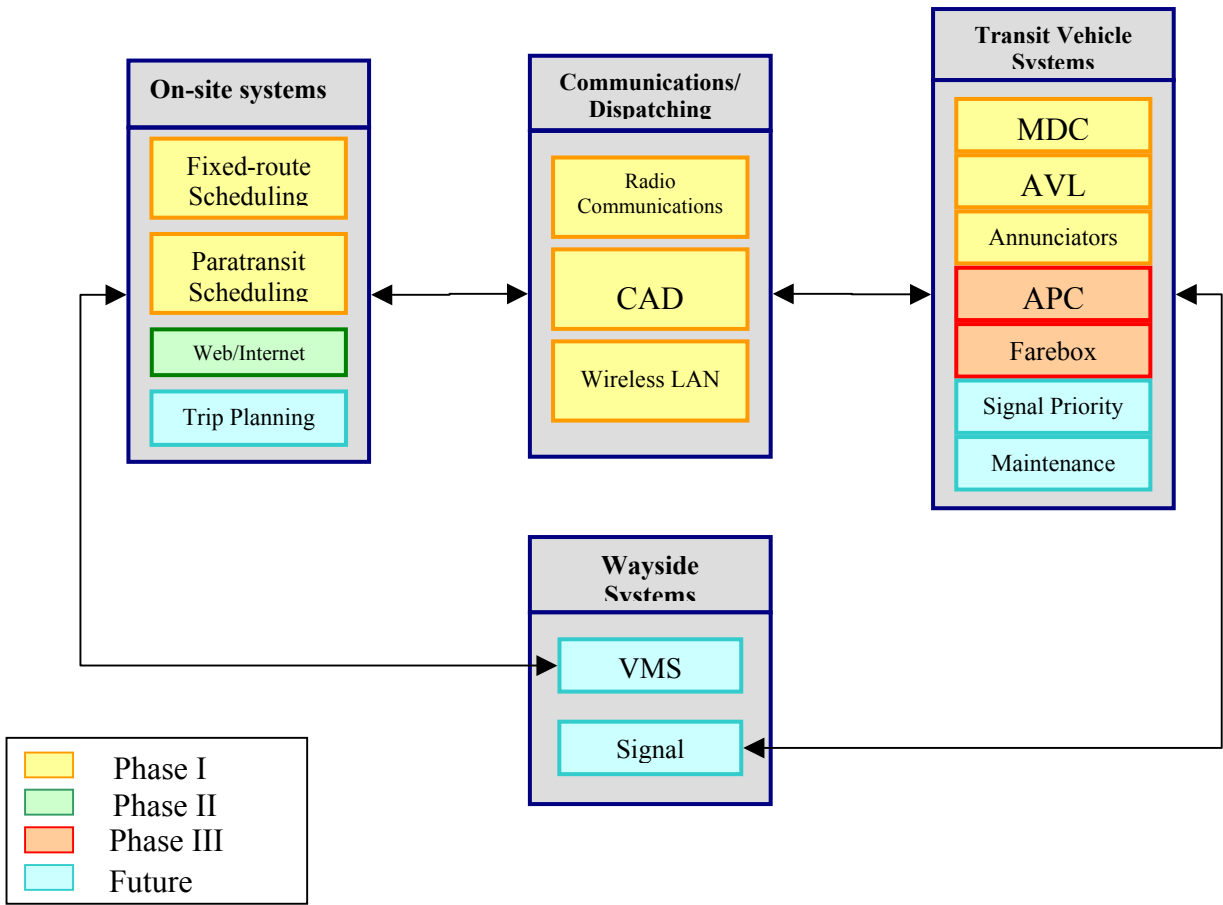 On-site systems
Fixed-route
Scheduling
Paratransit
Scheduling
Web/Internet
Trip Planning
Communications/
Dispatching
Radio
Communications
CAD
Wireless LAN
Transit Vehicle
Systems
MDC
AVL
Annunciators
APC
Farebox
Signal Priority
Maintenance
Wayside
Systems
VMS
Signal
Phase I
Phase II
Phase III
Future